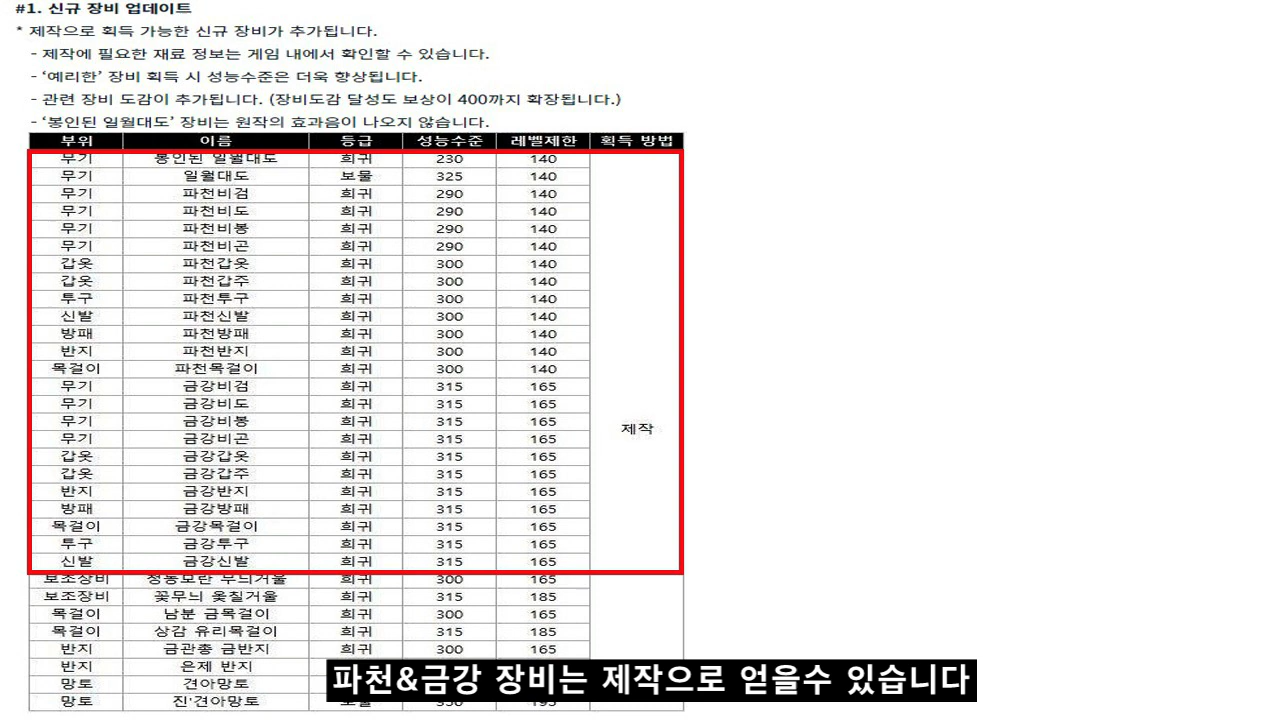 #1. 신규 장비 업데이트
* 제작으로 획득 가능한 신규 장비가 추가됩니다.
- 제작에 필요한 재료 정보는 게임 내에서 확인할 수 있습니다.
- ‘예리한’ 장비 획득 시 성능수준은 더욱 향상됩니다.
- 관련 장비 도감이 추가됩니다. (장비도감 달성도 보상이 400까지 확장됩니다.)
- ‘봉인된 일월대도’ 장비는 원작의 효과음이 나오지 않습니다.
부위 이름 등급 성능수준 레벨제한 획득 방법
무기 봉인된 일월대도 희귀 230 140
무기 일월대도 보물 325 140
무기 파천비검 희귀 290 140
무기 파천비도 희귀 290 140
무기 파천비봉 희귀 290 140
무기 파천비곤 희귀 290 140
갑옷 파천갑옷 희귀 300 140
갑옷 파천갑주 희귀 300 140
투구 파천투구 희귀 300 140
신발 파천신발 희귀 300 140
방패 파천방패 희귀 300 140
반지 파천반지 희귀 300 140
목걸이 파천목걸이 희귀 300 140
무기 금강비검 희귀 315 165
무기 금강비도 희귀 315 165
무기 금강비봉 희귀 315 165
무기 금강비곤 희귀 315 165
제작
갑옷 금강갑옷 희귀 315 165
갑옷 금강갑주 희귀 315 165
반지 금강반지 희귀 315 165
방패 금강방패 희귀 315 165
목걸이 금강목걸이 희귀 315 165
투구 금강투구 희귀 315 165
신발 금강신발 희귀 315 165
보조장비 청동모란 무늬거울 희귀 300 165
보조장비 꽃무늬 옻칠거울 희귀 315 185
목걸이 남분 금목걸이 희귀 300 165
목걸이 상감 유리목걸이 희귀 315 185
반지 금관총 금반지 희귀 300 165
반지 은제 반지
망토 견아망토
망토 진'견아망토 보물 350 195
파천&금강 장비는 제작으로 얻을수 있습니다